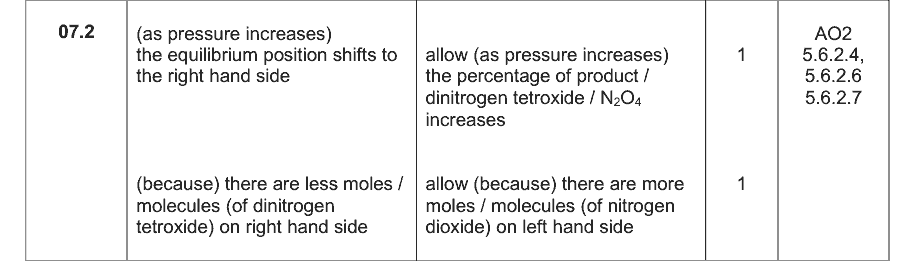 07.2
(as pressure increases)
the equilibrium position shifts to
the right hand side
allow (as pressure increases)
the percentage of product /
dinitrogen tetroxide / N₂O₄
increases
1
AO2
5.6.2.4,
5.6.2.6
5.6.2.7
(because) there are less moles /
molecules (of dinitrogen
tetroxide) on right hand side
allow (because) there are more
moles / molecules (of nitrogen
dioxide) on left hand side
1